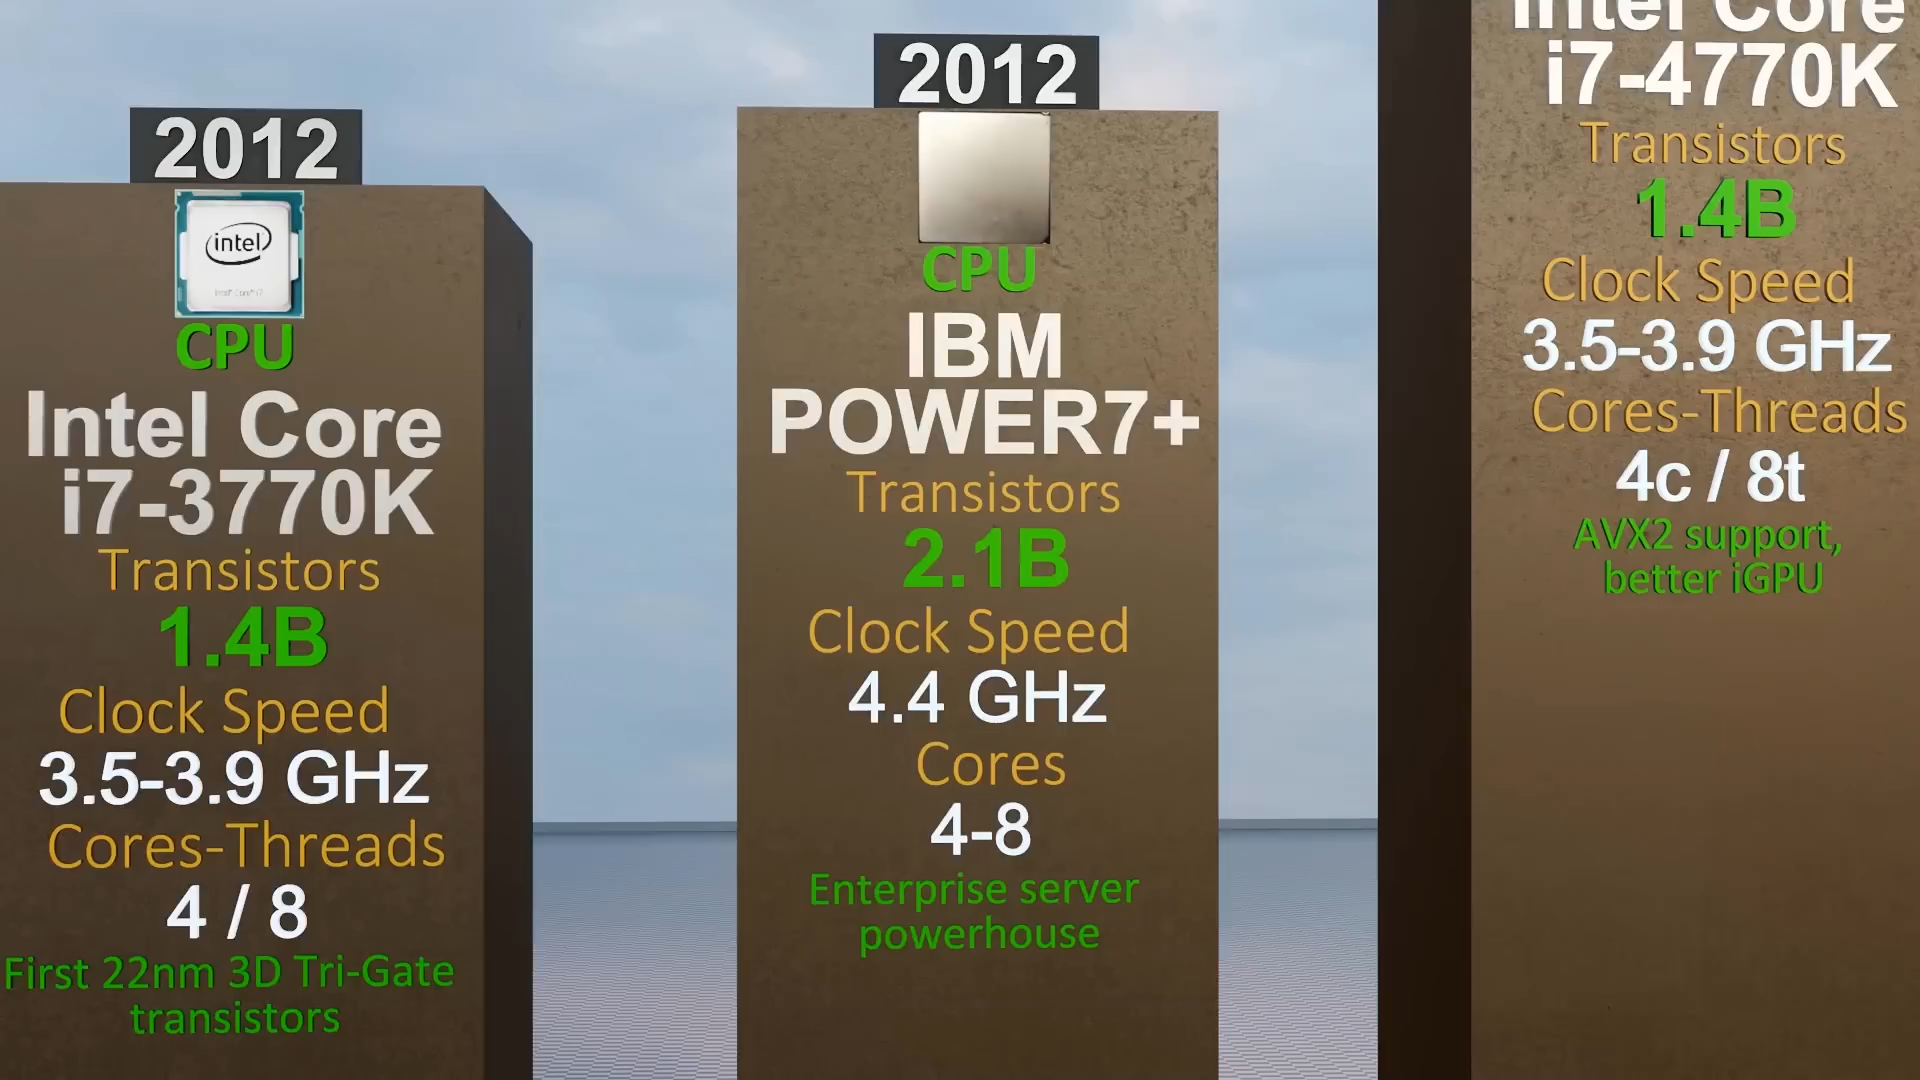 2012
intel
CPU
Intel Core
i7-3770K
Transistors
1.4B
Clock Speed
3.5-3.9 GHz
Cores-Threads
4 / 8
First 22nm 3D Tri-Gate
transistors
2012
CPU
IBM
POWER7+
Transistors
2.1B
Clock Speed
4.4 GHz
Cores
4-8
Enterprise server
powerhouse
Intel Core
i7-4770K
Transistors
1.4B
Clock Speed
3.5-3.9 GHz
Cores-Threads
4c / 8t
AVX2 support,
better iGPU